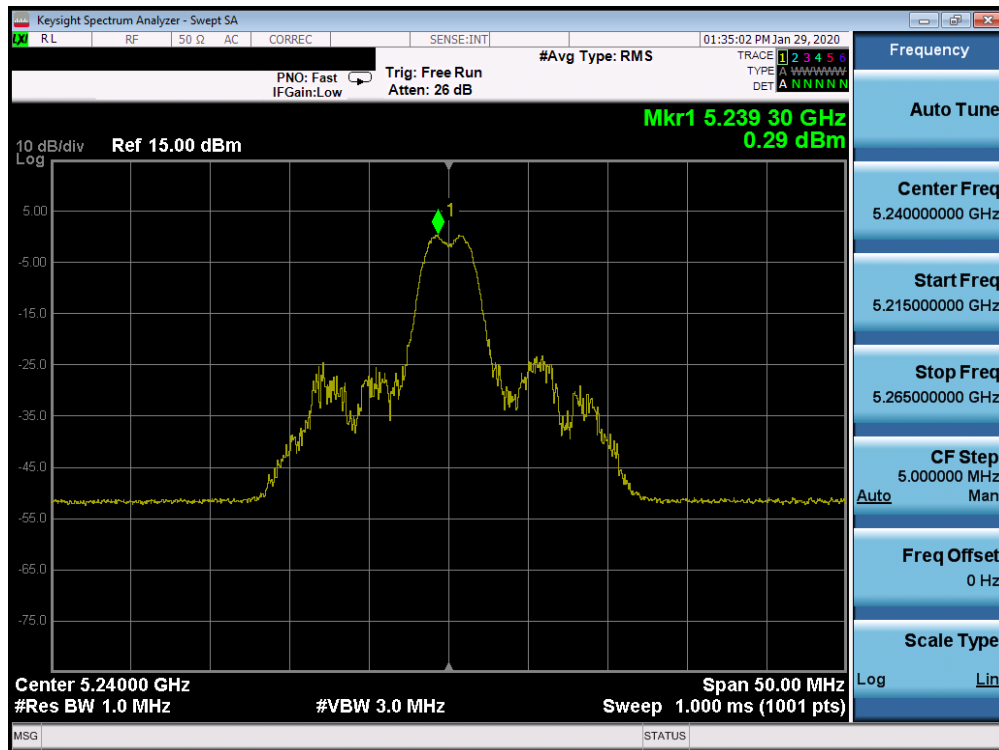 Keysight Spectrum Analyzer - Swept SA
LXI RL RF 50 Ω AC CORREC SENSE:INT 01:35:02 PM Jan 29, 2020
#Avg Type: RMS
TRACE 1 2 3 4 5 6
TYPE A WWWWW
DET A N N N N N
PNO: Fast
IFGain:Low
Trig: Free Run
Atten: 26 dB
Mkr1 5.239 30 GHz
0.29 dBm
10 dB/div
Log
Ref 15.00 dBm
1
5.00
-5.00
-15.0
-25.0
-35.0
-45.0
-55.0
-65.0
-75.0
Center 5.24000 GHz
Span 50.00 MHz
#Res BW 1.0 MHz
#VBW 3.0 MHz
Sweep 1.000 ms (1001 pts)
MSG
STATUS
Frequency
Auto Tune
Center Freq
5.240000000 GHz
Start Freq
5.215000000 GHz
Stop Freq
5.265000000 GHz
CF Step
5.000000 MHz
Auto Man
Freq Offset
0 Hz
Scale Type
Log Lin